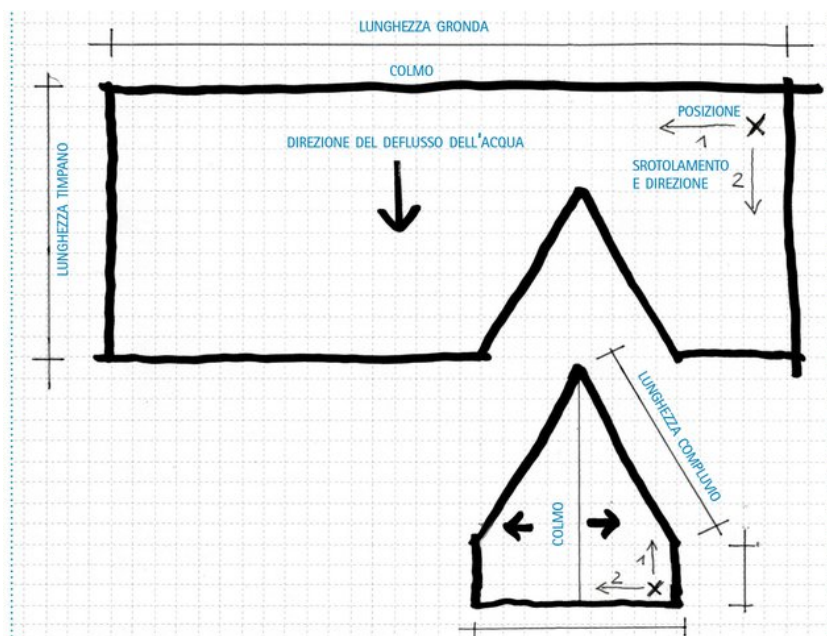 LUNGHEZZA GRONDA
COLMO
POSIZIONE
1
DIREZIONE DEL DEFLUSSO DELL'ACQUA
SROTOLAMENTO
E DIREZIONE
2
LUNGHEZZA TIMPANO
LUNGHEZZA COMPLUVIO
COLMO
1
2